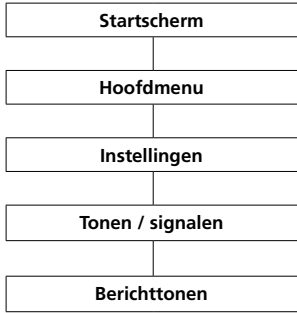 Startscherm
Hoofdmenu
Instellingen
Tonen / signalen
Berichttonen